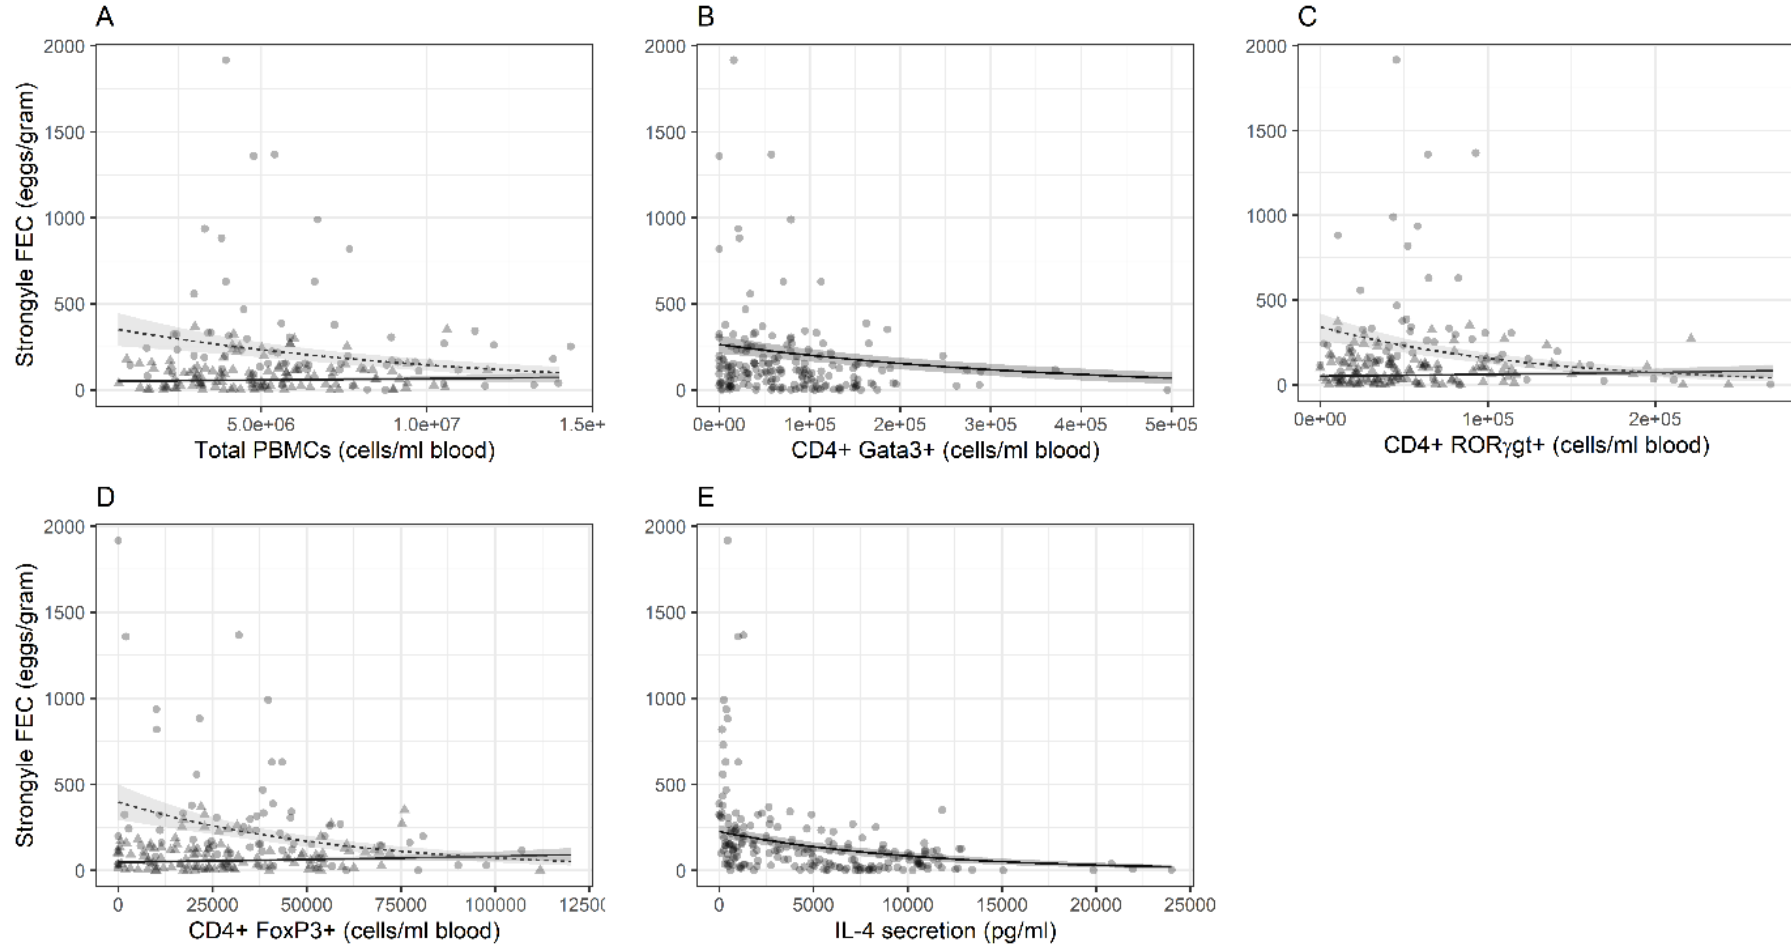 A
B
C
Strongyle FEC (eggs/gram)
2000
1500
1000
500
0
5.0e+06
1.0e+07
1.5e+
Total PBMCs (cells/ml blood)
2000
1500
1000
500
0
0e+00
1e+05
2e+05
3e+05
4e+05
5e+05
CD4+ Gata3+ (cells/ml blood)
2000
1500
1000
500
0
0e+00
1e+05
2e+05
CD4+ RORγgt+ (cells/ml blood)
D
E
Strongyle FEC (eggs/gram)
2000
1500
1000
500
0
0
25000
50000
75000
100000
12500
CD4+ FoxP3+ (cells/ml blood)
2000
1500
1000
500
0
0
5000
10000
15000
20000
25000
IL-4 secretion (pg/ml)